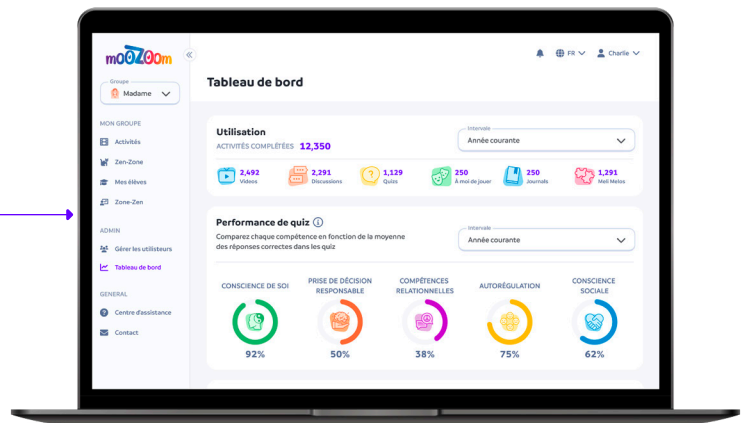 mooZoom
FR
Charlie
Groupe
Madame
Tableau de bord
MON GROUPE
Activités
Zen-Zone
Mes élèves
Zone-Zen
ADMIN
Gérer les utilisteurs
Tableau de bord
GENERAL
Centre d'assistance
Contact
Utilisation
ACTIVITÉS COMPLÉTÉES 12,350
Intervale
Année courante
2,492
Videos
2,291
Discussions
1,129
Quizs
250
À moi de jouer
250
Journals
1,291
Meli Melos
Performance de quiz
Comparez chaque compétence en fonction de la moyenne
des réponses correctes dans les quiz
Intervale
Année courante
CONSCIENCE DE SOI
92%
PRISE DE DÉCISION
RESPONSABLE
50%
COMPÉTENCES
RELATIONNELLES
38%
AUTORÉGULATION
75%
CONSCIENCE
SOCIALE
62%